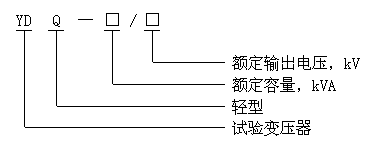 YD Q — □ / □
额定输出电压，kV
额定容量，kVA
轻型
试验变压器